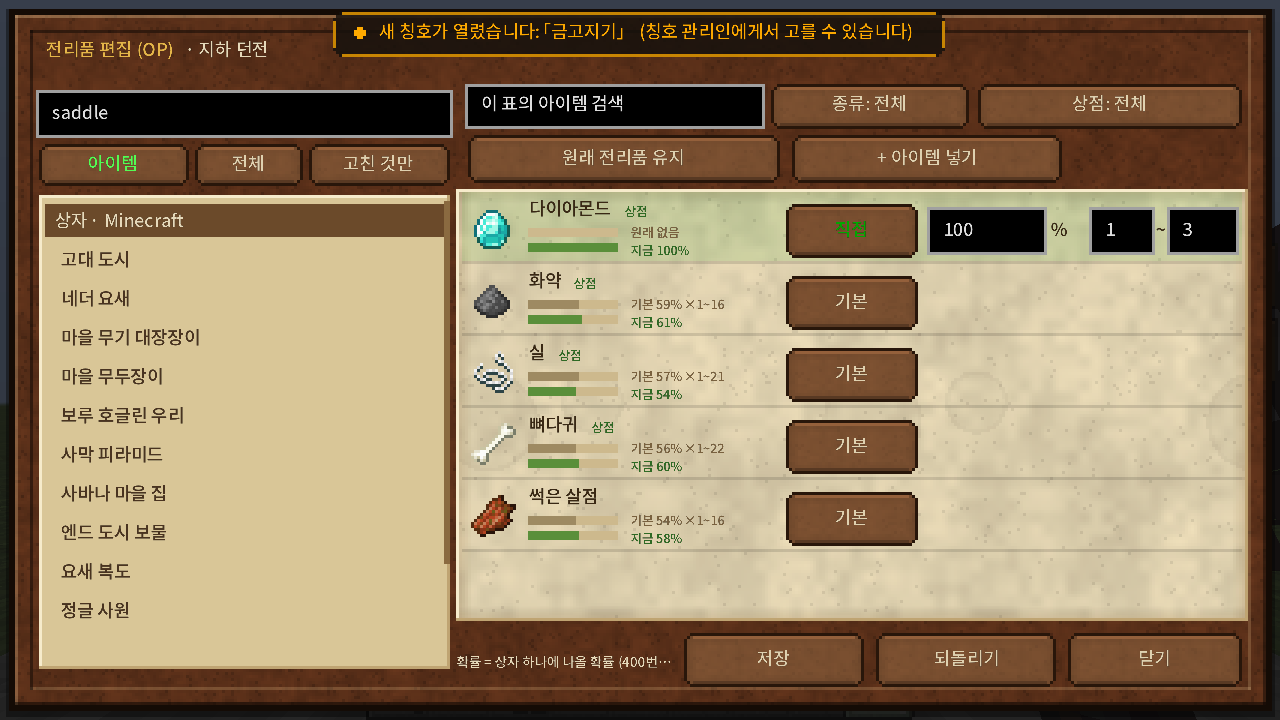 새 칭호가 열렸습니다: 「금고지기」 (칭호 관리인에게서 고를 수 있습니다)
전리품 편집 (OP) · 지하 던전
saddle
이 표의 아이템 검색
종류: 전체
상점: 전체
아이템
전체
고친 것만
원래 전리품 유지
+ 아이템 넣기
상자 · Minecraft
고대 도시
네더 요새
마을 무기 대장장이
마을 무두장이
보루 호글린 우리
사막 피라미드
사바나 마을 집
엔드 도시 보물
요새 복도
정글 사원
다이아몬드 상점
원래 없음
지금 100%
직접
100 %
1 ~ 3
화약 상점
기본 59% ×1~16
지금 61%
기본
실 상점
기본 57% ×1~21
지금 54%
기본
뼈다귀 상점
기본 56% ×1~22
지금 60%
기본
썩은 살점
기본 54% ×1~16
지금 58%
기본
확률 = 상자 하나에 나올 확률 (400번…
저장
되돌리기
닫기